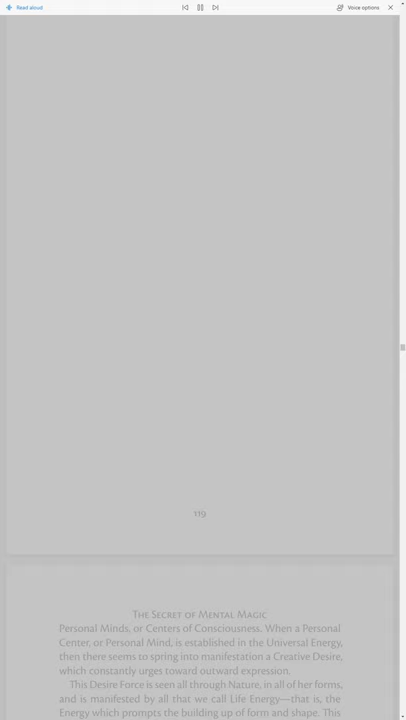 Read aloud
Voice options
119
The Secret of Mental Magic
Personal Minds, or Centers of Consciousness. When a Personal
Center, or Personal Mind, is established in the Universal Energy,
then there seems to spring into manifestation a Creative Desire,
which constantly urges toward outward expression.
This Desire Force is seen all through Nature, in all of her forms,
and is manifested by all that we call Life Energy—that is, the
Energy which prompts the building up of form and shape. This